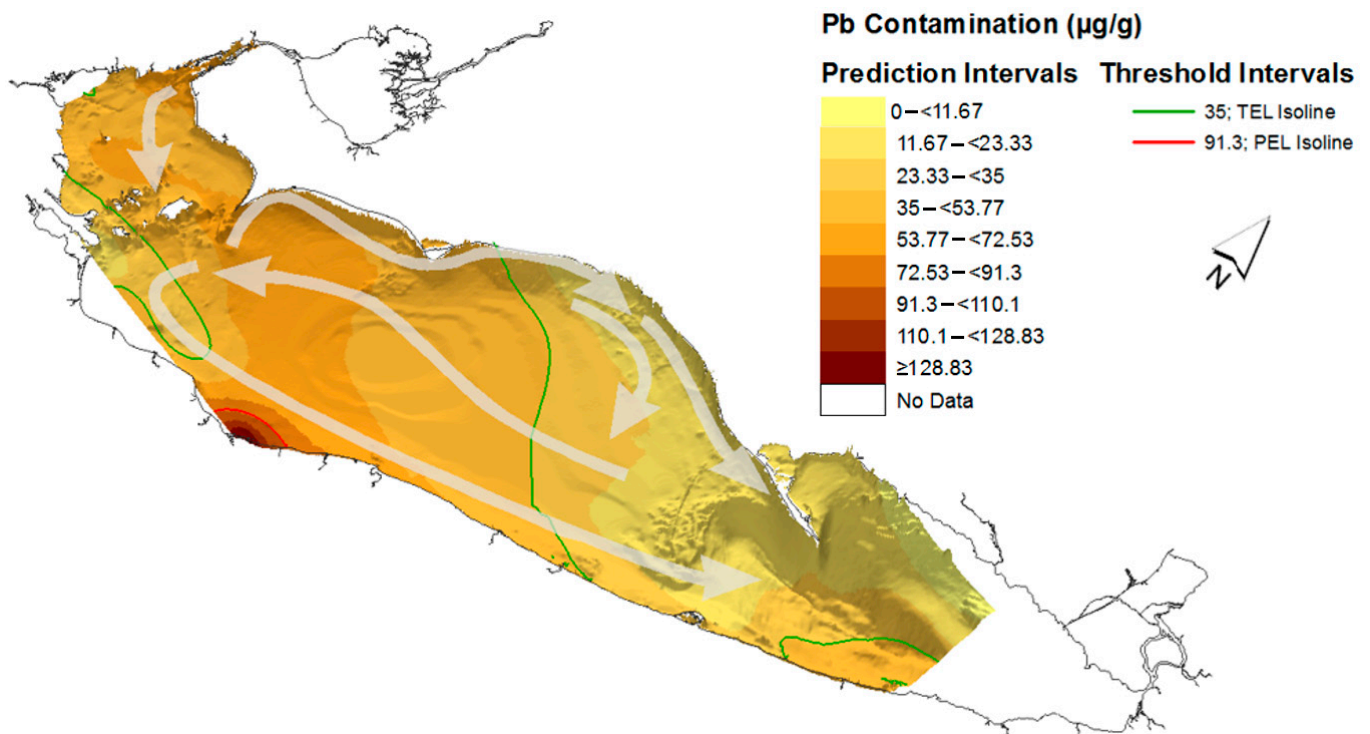 Pb Contamination (µg/g)
Prediction Intervals
0–<11.67
11.67–<23.33
23.33–<35
35–<53.77
53.77–<72.53
72.53–<91.3
91.3–<110.1
110.1–<128.83
≥128.83
No Data
Threshold Intervals
35; TEL Isoline
91.3; PEL Isoline
N